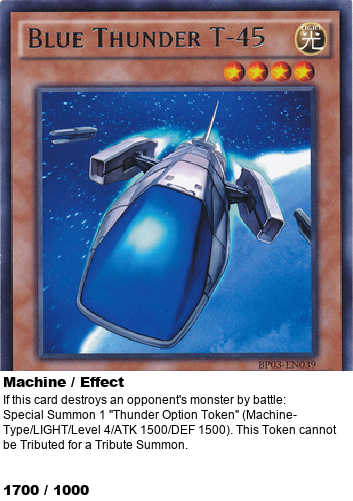 BLUE THUNDER T-45
LIGHT
光
BP03-EN039
Machine / Effect
If this card destroys an opponent's monster by battle:
Special Summon 1 "Thunder Option Token" (Machine-
Type/LIGHT/Level 4/ATK 1500/DEF 1500). This Token cannot
be Tributed for a Tribute Summon.
1700 / 1000